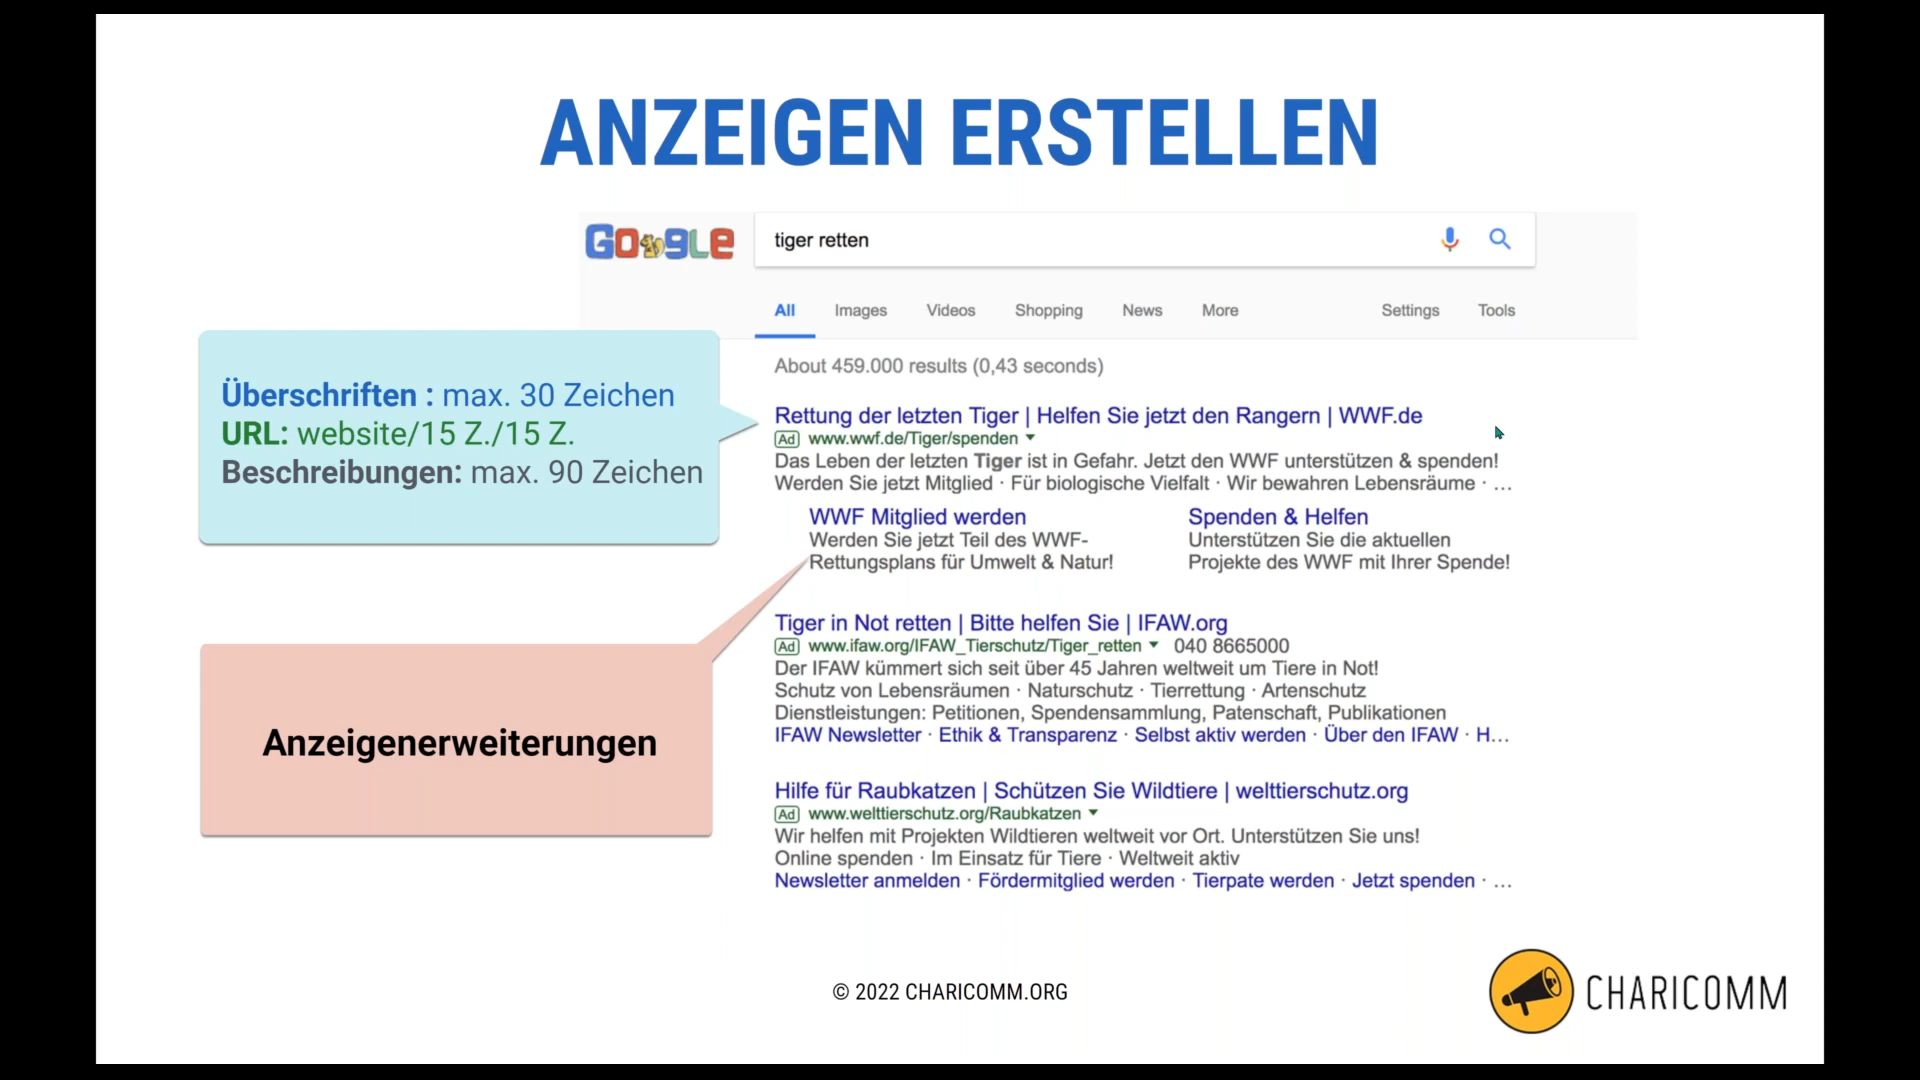 ANZEIGEN ERSTELLEN
Google
tiger retten
All Images Videos Shopping News More Settings Tools
About 459.000 results (0,43 seconds)
Überschriften : max. 30 Zeichen
URL: website/15 Z./15 Z.
Beschreibungen: max. 90 Zeichen
Rettung der letzten Tiger | Helfen Sie jetzt den Rangern | WWF.de
Ad www.wwf.de/Tiger/spenden
Das Leben der letzten Tiger ist in Gefahr. Jetzt den WWF unterstützen & spenden!
Werden Sie jetzt Mitglied · Für biologische Vielfalt · Wir bewahren Lebensräume · ...
WWF Mitglied werden
Werden Sie jetzt Teil des WWF-
Rettungsplans für Umwelt & Natur!
Spenden & Helfen
Unterstützen Sie die aktuellen
Projekte des WWF mit Ihrer Spende!
Anzeigenerweiterungen
Tiger in Not retten | Bitte helfen Sie | IFAW.org
Ad www.ifaw.org/IFAW_Tierschutz/Tiger_retten 040 8665000
Der IFAW kümmert sich seit über 45 Jahren weltweit um Tiere in Not!
Schutz von Lebensräumen · Naturschutz · Tierrettung · Artenschutz
Dienstleistungen: Petitionen, Spendensammlung, Patenschaft, Publikationen
IFAW Newsletter · Ethik & Transparenz · Selbst aktiv werden · Über den IFAW · H...
Hilfe für Raubkatzen | Schützen Sie Wildtiere | welttierschutz.org
Ad www.welttierschutz.org/Raubkatzen
Wir helfen mit Projekten Wildtieren weltweit vor Ort. Unterstützen Sie uns!
Online spenden · Im Einsatz für Tiere · Weltweit aktiv
Newsletter anmelden · Fördermitglied werden · Tierpate werden · Jetzt spenden · ...
© 2022 CHARICOMM.ORG
CHARICOMM